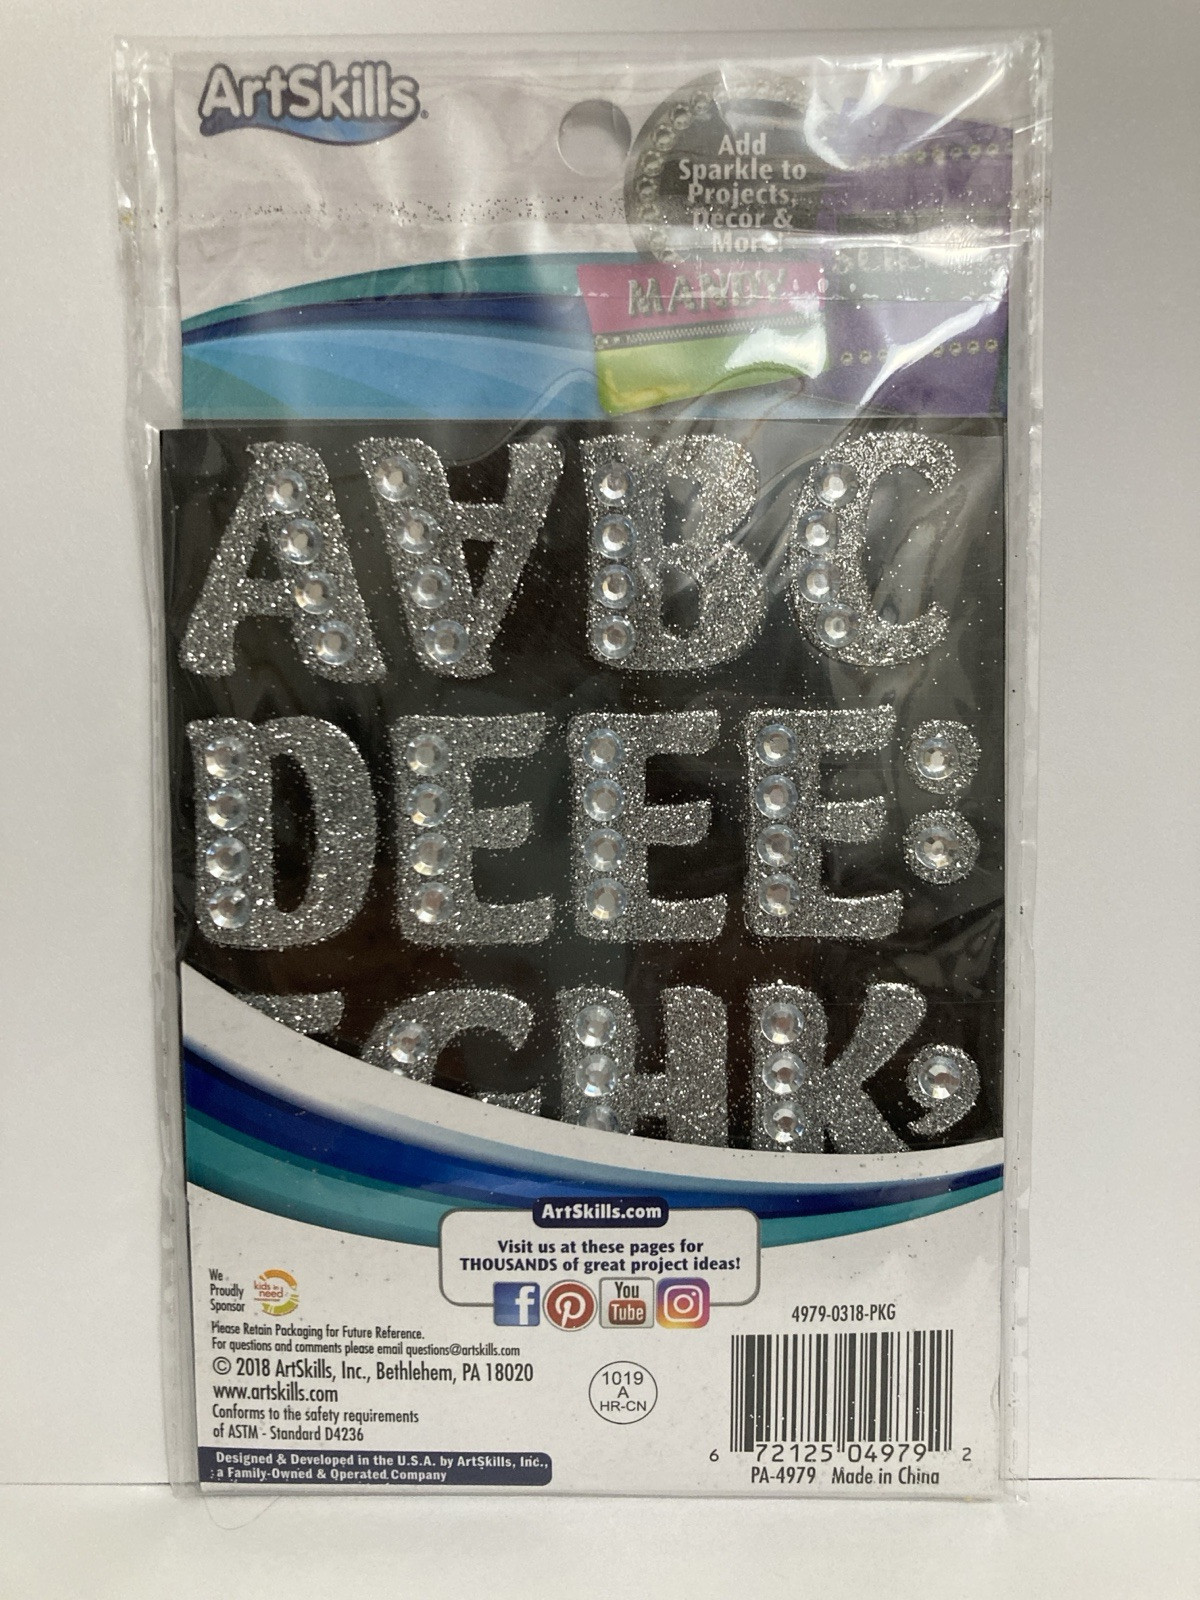 ArtSkills®
Add
Sparkle to
Projects,
Décor &
More!
SCIENCE
MANDY
A A B C
D E E E :
F G H K ,
ArtSkills.com
Visit us at these pages for
THOUSANDS of great project ideas!
f P You Tube
We
Proudly
Sponsor
kids in need
4979-0318-PKG
Please Retain Packaging for Future Reference.
For questions and comments please email questions@artskills.com
© 2018 ArtSkills, Inc., Bethlehem, PA 18020
www.artskills.com
Conforms to the safety requirements
of ASTM - Standard D4236
1019
A
HR-CN
Designed & Developed in the U.S.A. by ArtSkills, Inc.,
a Family-Owned & Operated Company
6 72125 04979 2
PA-4979 Made in China